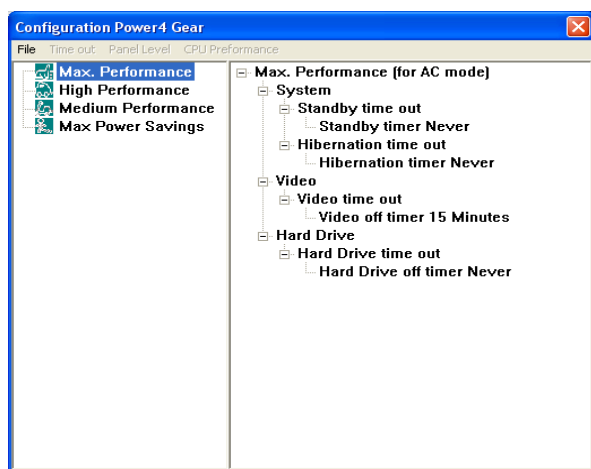 Configuration Power4 Gear
File Time out Panel Level CPU Preformance
Max. Performance
High Performance
Medium Performance
Max Power Savings
Max. Performance (for AC mode)
System
Standby time out
Standby timer Never
Hibernation time out
Hibernation timer Never
Video
Video time out
Video off timer 15 Minutes
Hard Drive
Hard Drive time out
Hard Drive off timer Never